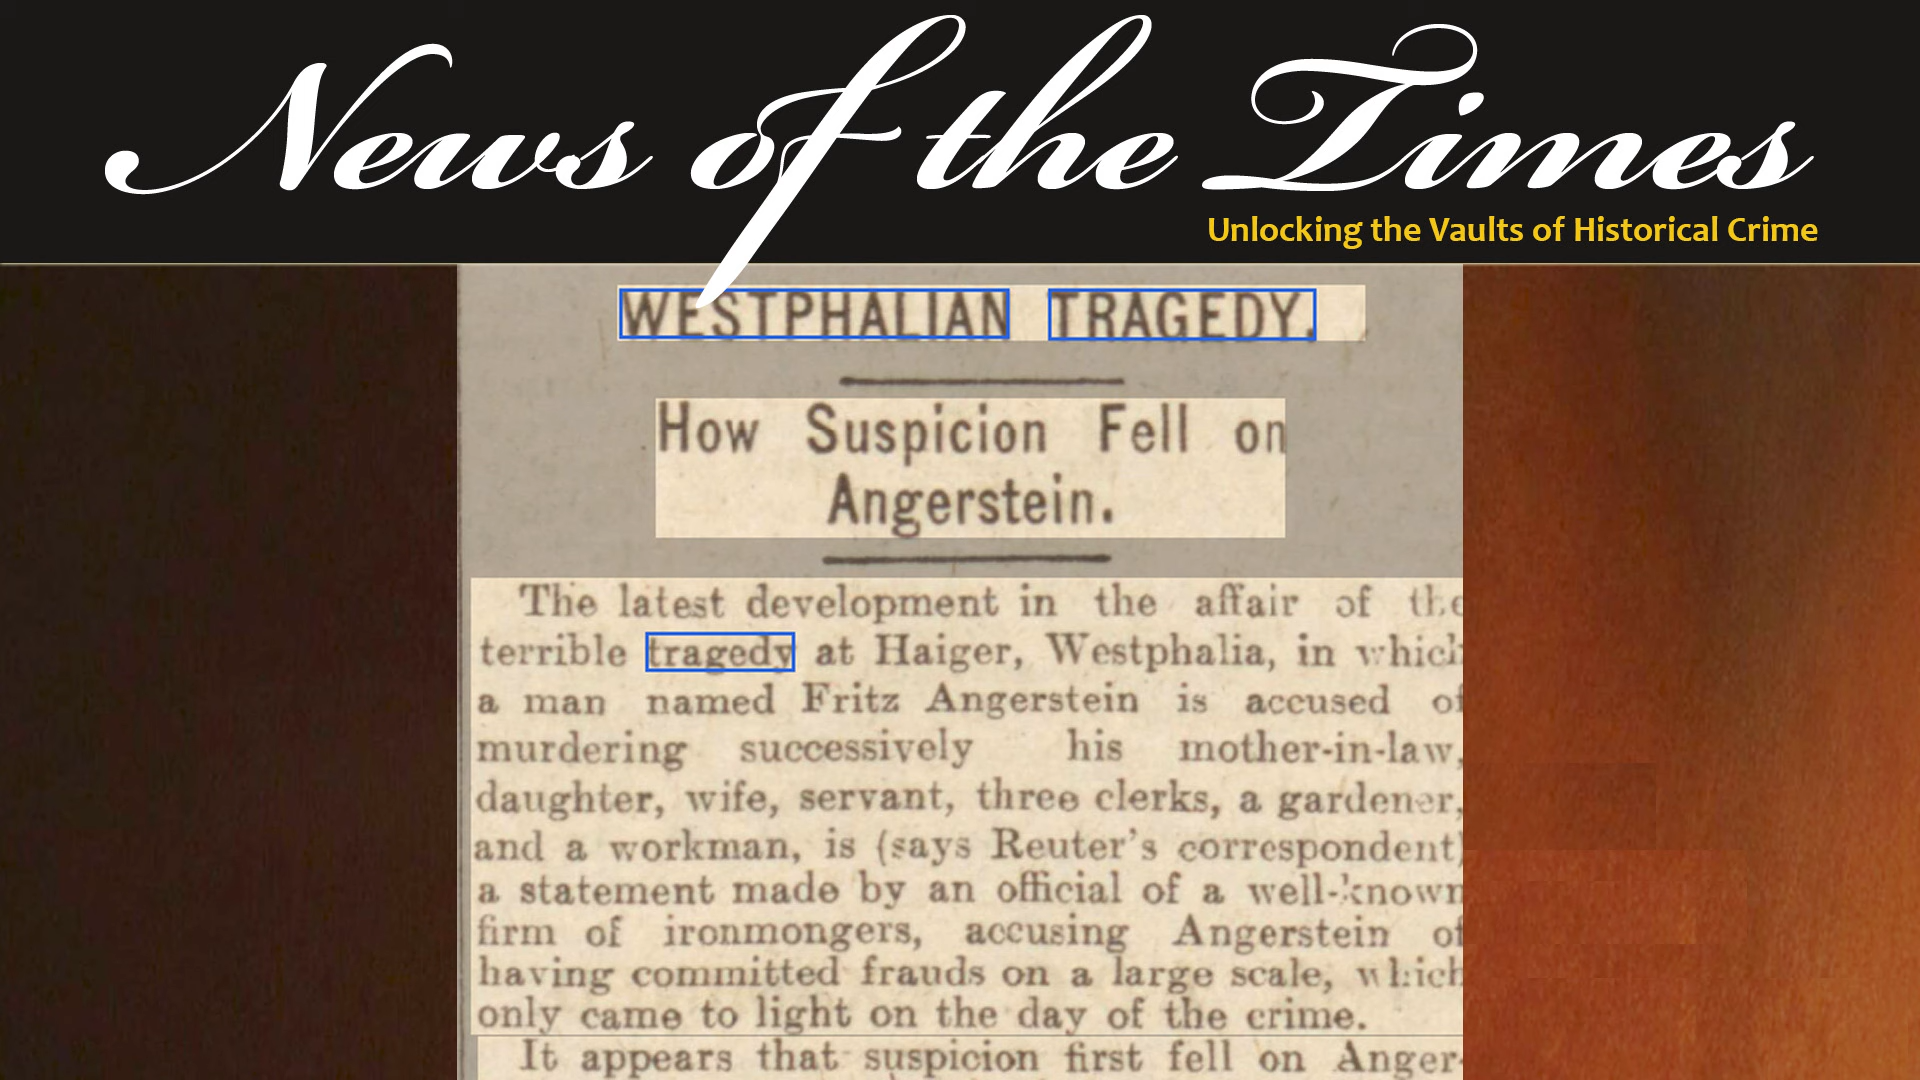 News of the Times
Unlocking the Vaults of Historical Crime
WESTPHALIAN TRAGEDY.
How Suspicion Fell on
Angerstein.
The latest development in the affair of the
terrible tragedy at Haiger, Westphalia, in which
a man named Fritz Angerstein is accused of
murdering successively his mother-in-law,
daughter, wife, servant, three clerks, a gardener,
and a workman, is (says Reuter's correspondent)
a statement made by an official of a well-known
firm of ironmongers, accusing Angerstein of
having committed frauds on a large scale, which
only came to light on the day of the crime.
It appears that suspicion first fell on Anger-